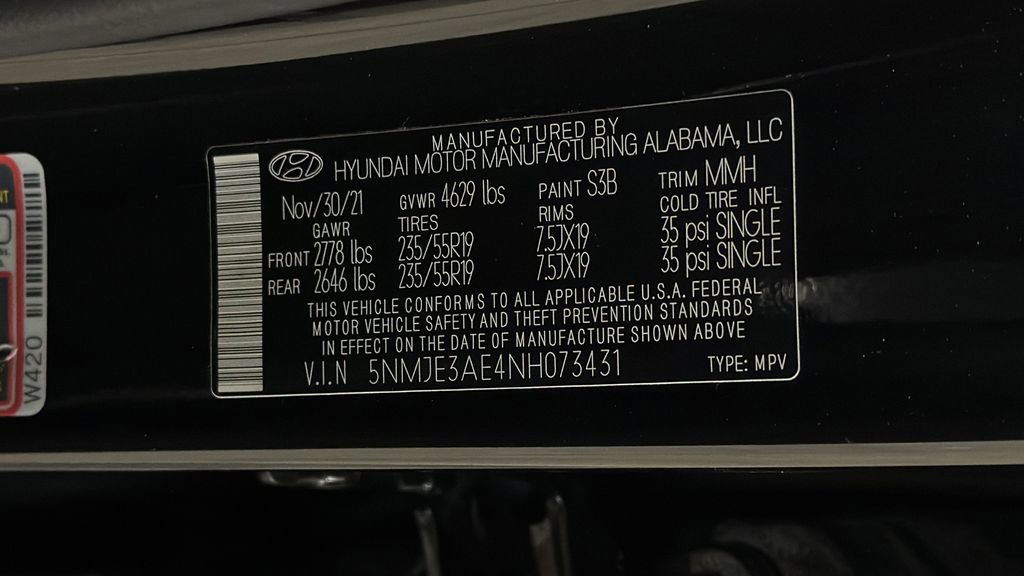 MANUFACTURED BY
HYUNDAI MOTOR MANUFACTURING ALABAMA, LLC
Nov/30/21 GVWR 4629 lbs PAINT S3B TRIM MMH
GAWR TIRES RIMS COLD TIRE INFL
FRONT 2778 lbs 235/55R19 7.5JX19 35 psi SINGLE
REAR 2646 lbs 235/55R19 7.5JX19 35 psi SINGLE
THIS VEHICLE CONFORMS TO ALL APPLICABLE U.S.A. FEDERAL
MOTOR VEHICLE SAFETY AND THEFT PREVENTION STANDARDS
IN EFFECT ON THE DATE OF MANUFACTURE SHOWN ABOVE
V.I.N 5NMJE3AE4NH073431 TYPE: MPV
W420